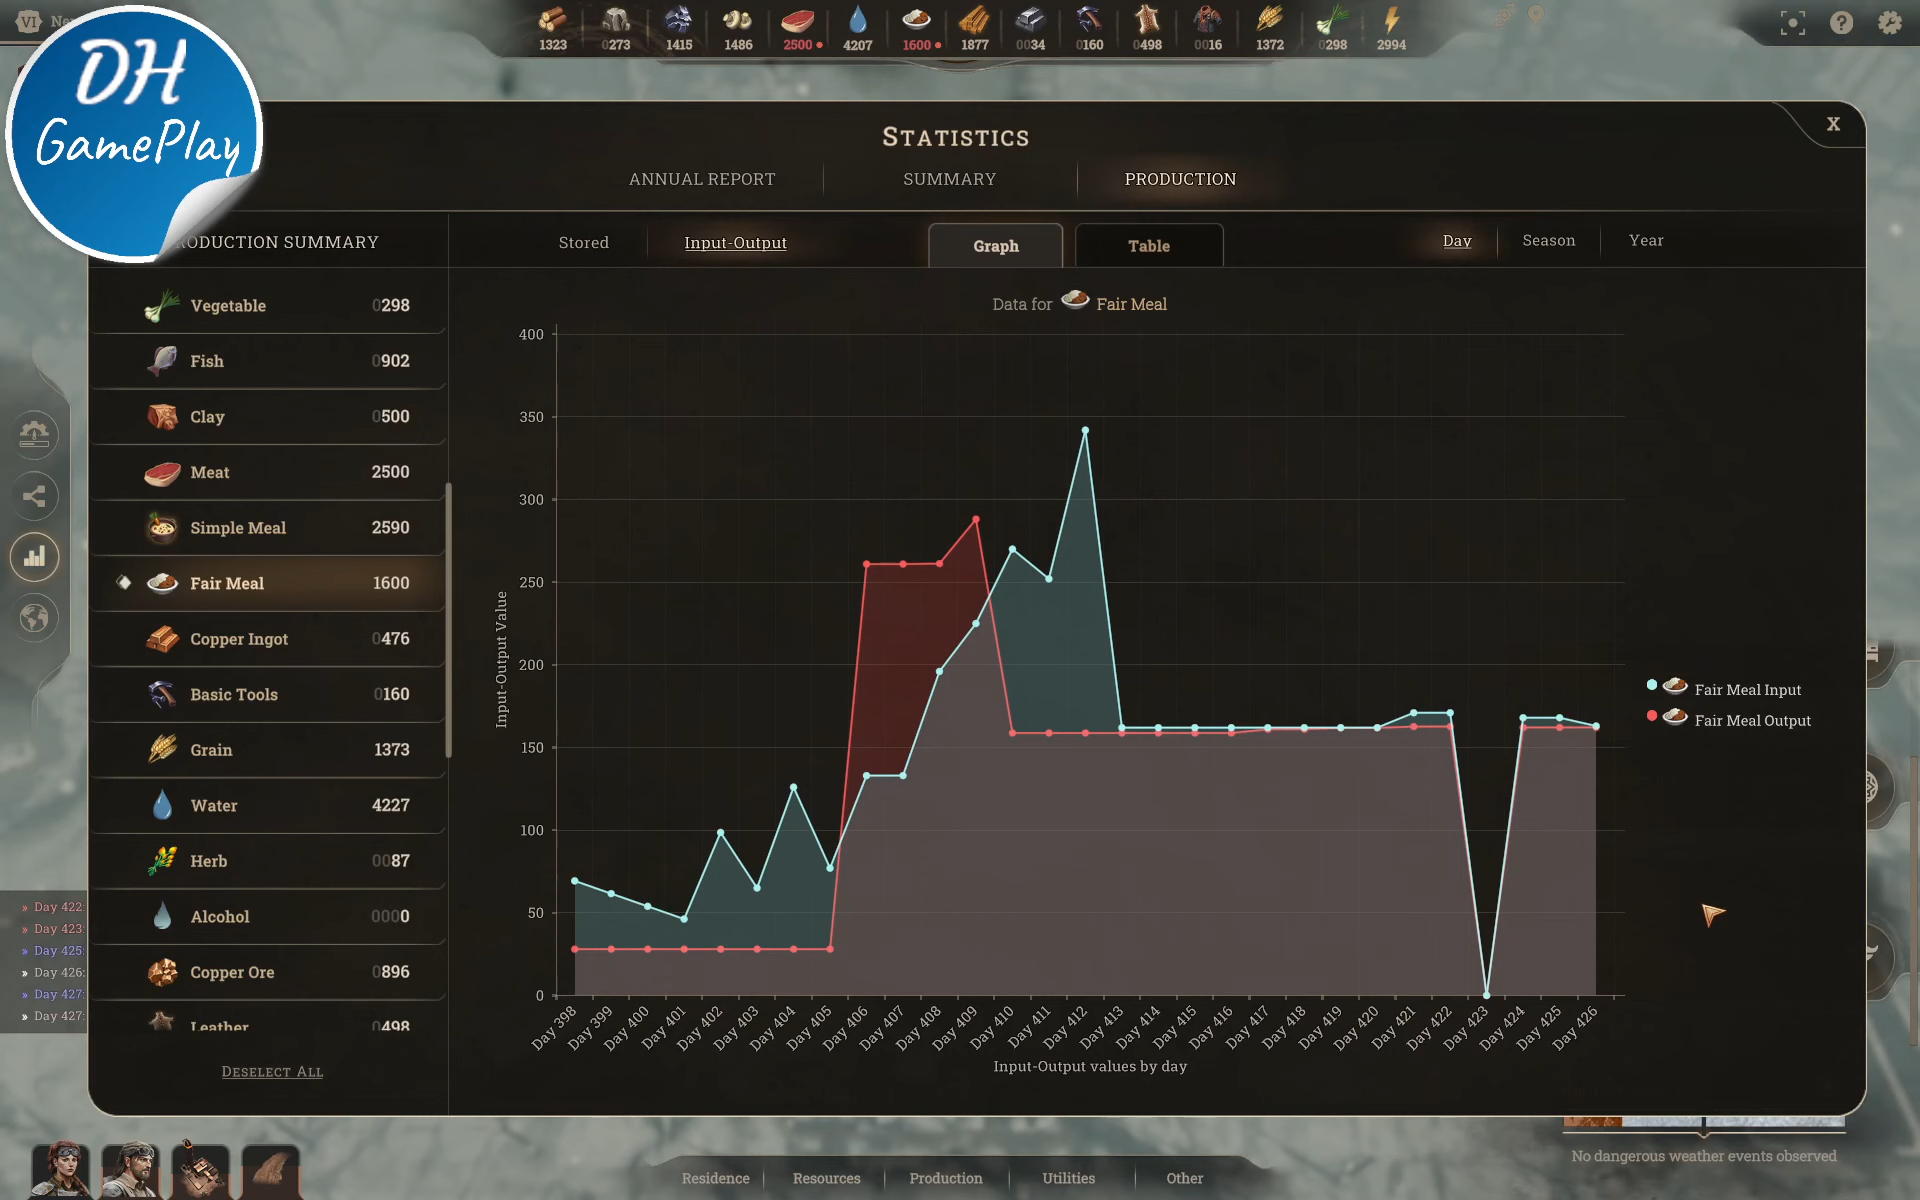 VI Ne
1323 0273 1415 1486 2500 4207 1600 1877 0034 0160 0498 0016 1372 0298 2994
DH
GamePlay
STATISTICS
X
ANNUAL REPORT SUMMARY PRODUCTION
RODUCTION SUMMARY
Stored Input-Output Graph Table Day Season Year
Vegetable 0298
Fish 0902
Clay 0500
Meat 2500
Simple Meal 2590
Fair Meal 1600
Copper Ingot 0476
Basic Tools 0160
Grain 1373
Water 4227
Herb 0087
Alcohol 0000
Copper Ore 0896
Leather 0498
DESELECT ALL
Data for Fair Meal
400
350
300
250
200
150
100
50
0
Input-Output Value
Day 398 Day 399 Day 400 Day 401 Day 402 Day 403 Day 404 Day 405 Day 406 Day 407 Day 408 Day 409 Day 410 Day 411 Day 412 Day 413 Day 414 Day 415 Day 416 Day 417 Day 418 Day 419 Day 420 Day 421 Day 422 Day 423 Day 424 Day 425 Day 426
Input-Output values by day
Fair Meal Input
Fair Meal Output
» Day 422:
» Day 423:
» Day 425:
» Day 426:
» Day 427:
» Day 427:
Residence Resources Production Utilities Other
No dangerous weather events observed